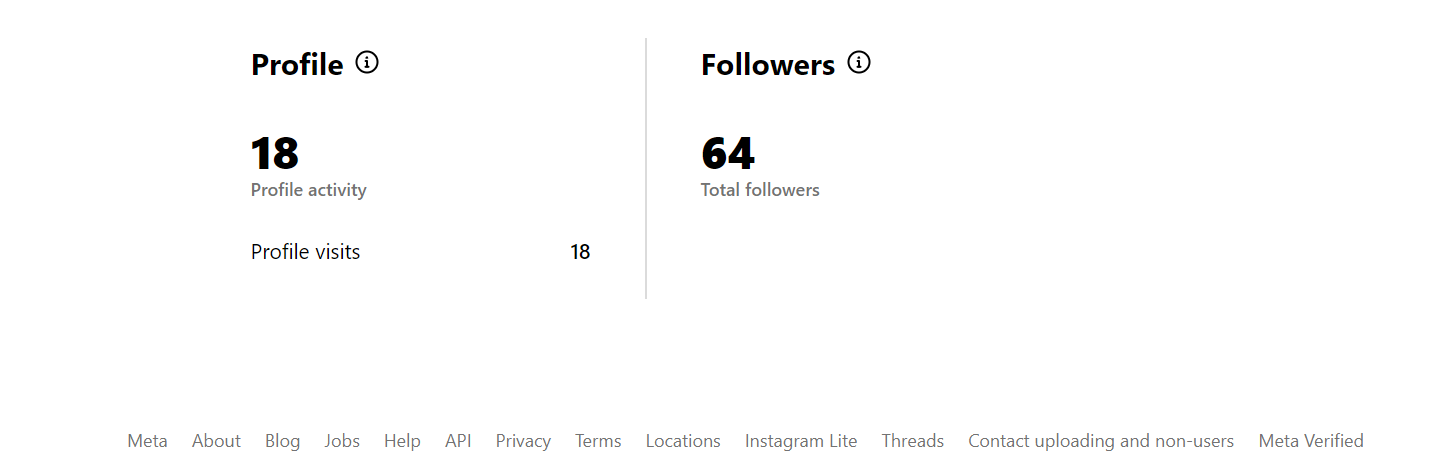 Profile
Followers
18
Profile activity
64
Total followers
Profile visits 18
Meta About Blog Jobs Help API Privacy Terms Locations Instagram Lite Threads Contact uploading and non-users Meta Verified